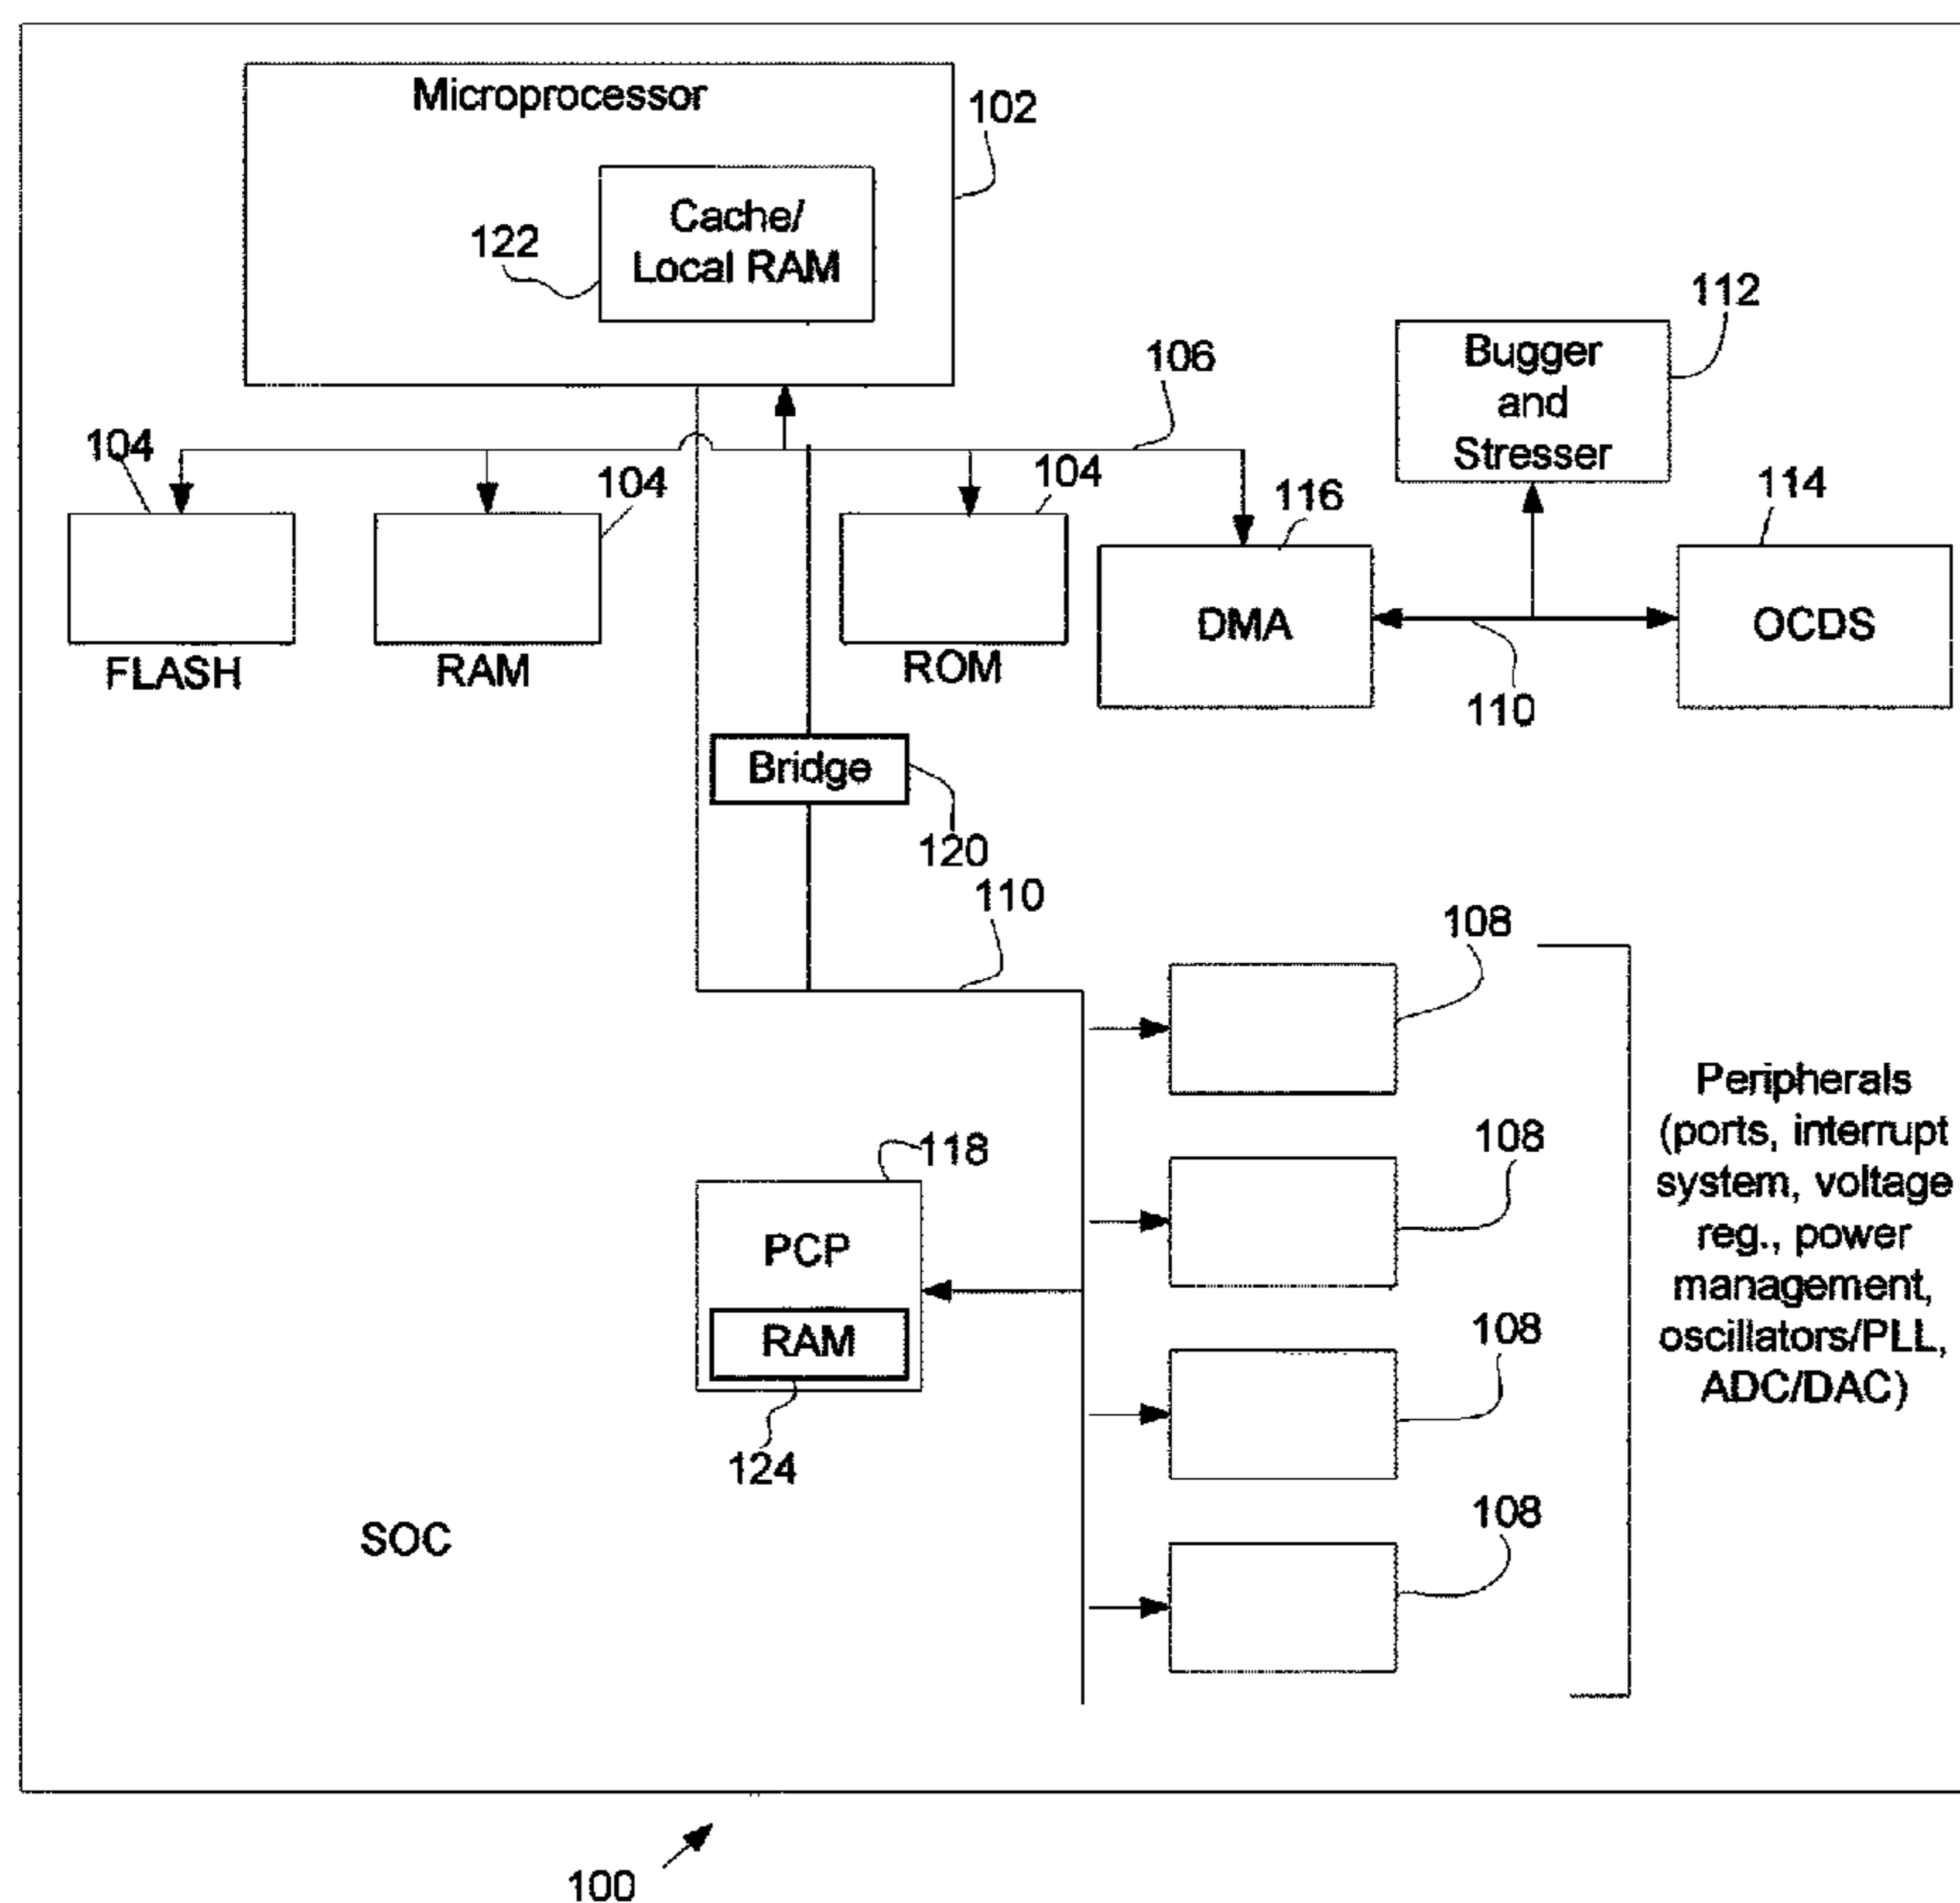 Microprocessor
102
Cache/
Local RAM
122
112
Bugger
and
Stresser
106
104
104
104
116
114
FLASH
RAM
ROM
DMA
OCDS
110
Bridge
120
110
108
Peripherals
(ports, interrupt
system, voltage
reg., power
management,
oscillators/PLL,
ADC/DAC)
108
118
PCP
RAM
124
108
108
SOC
100